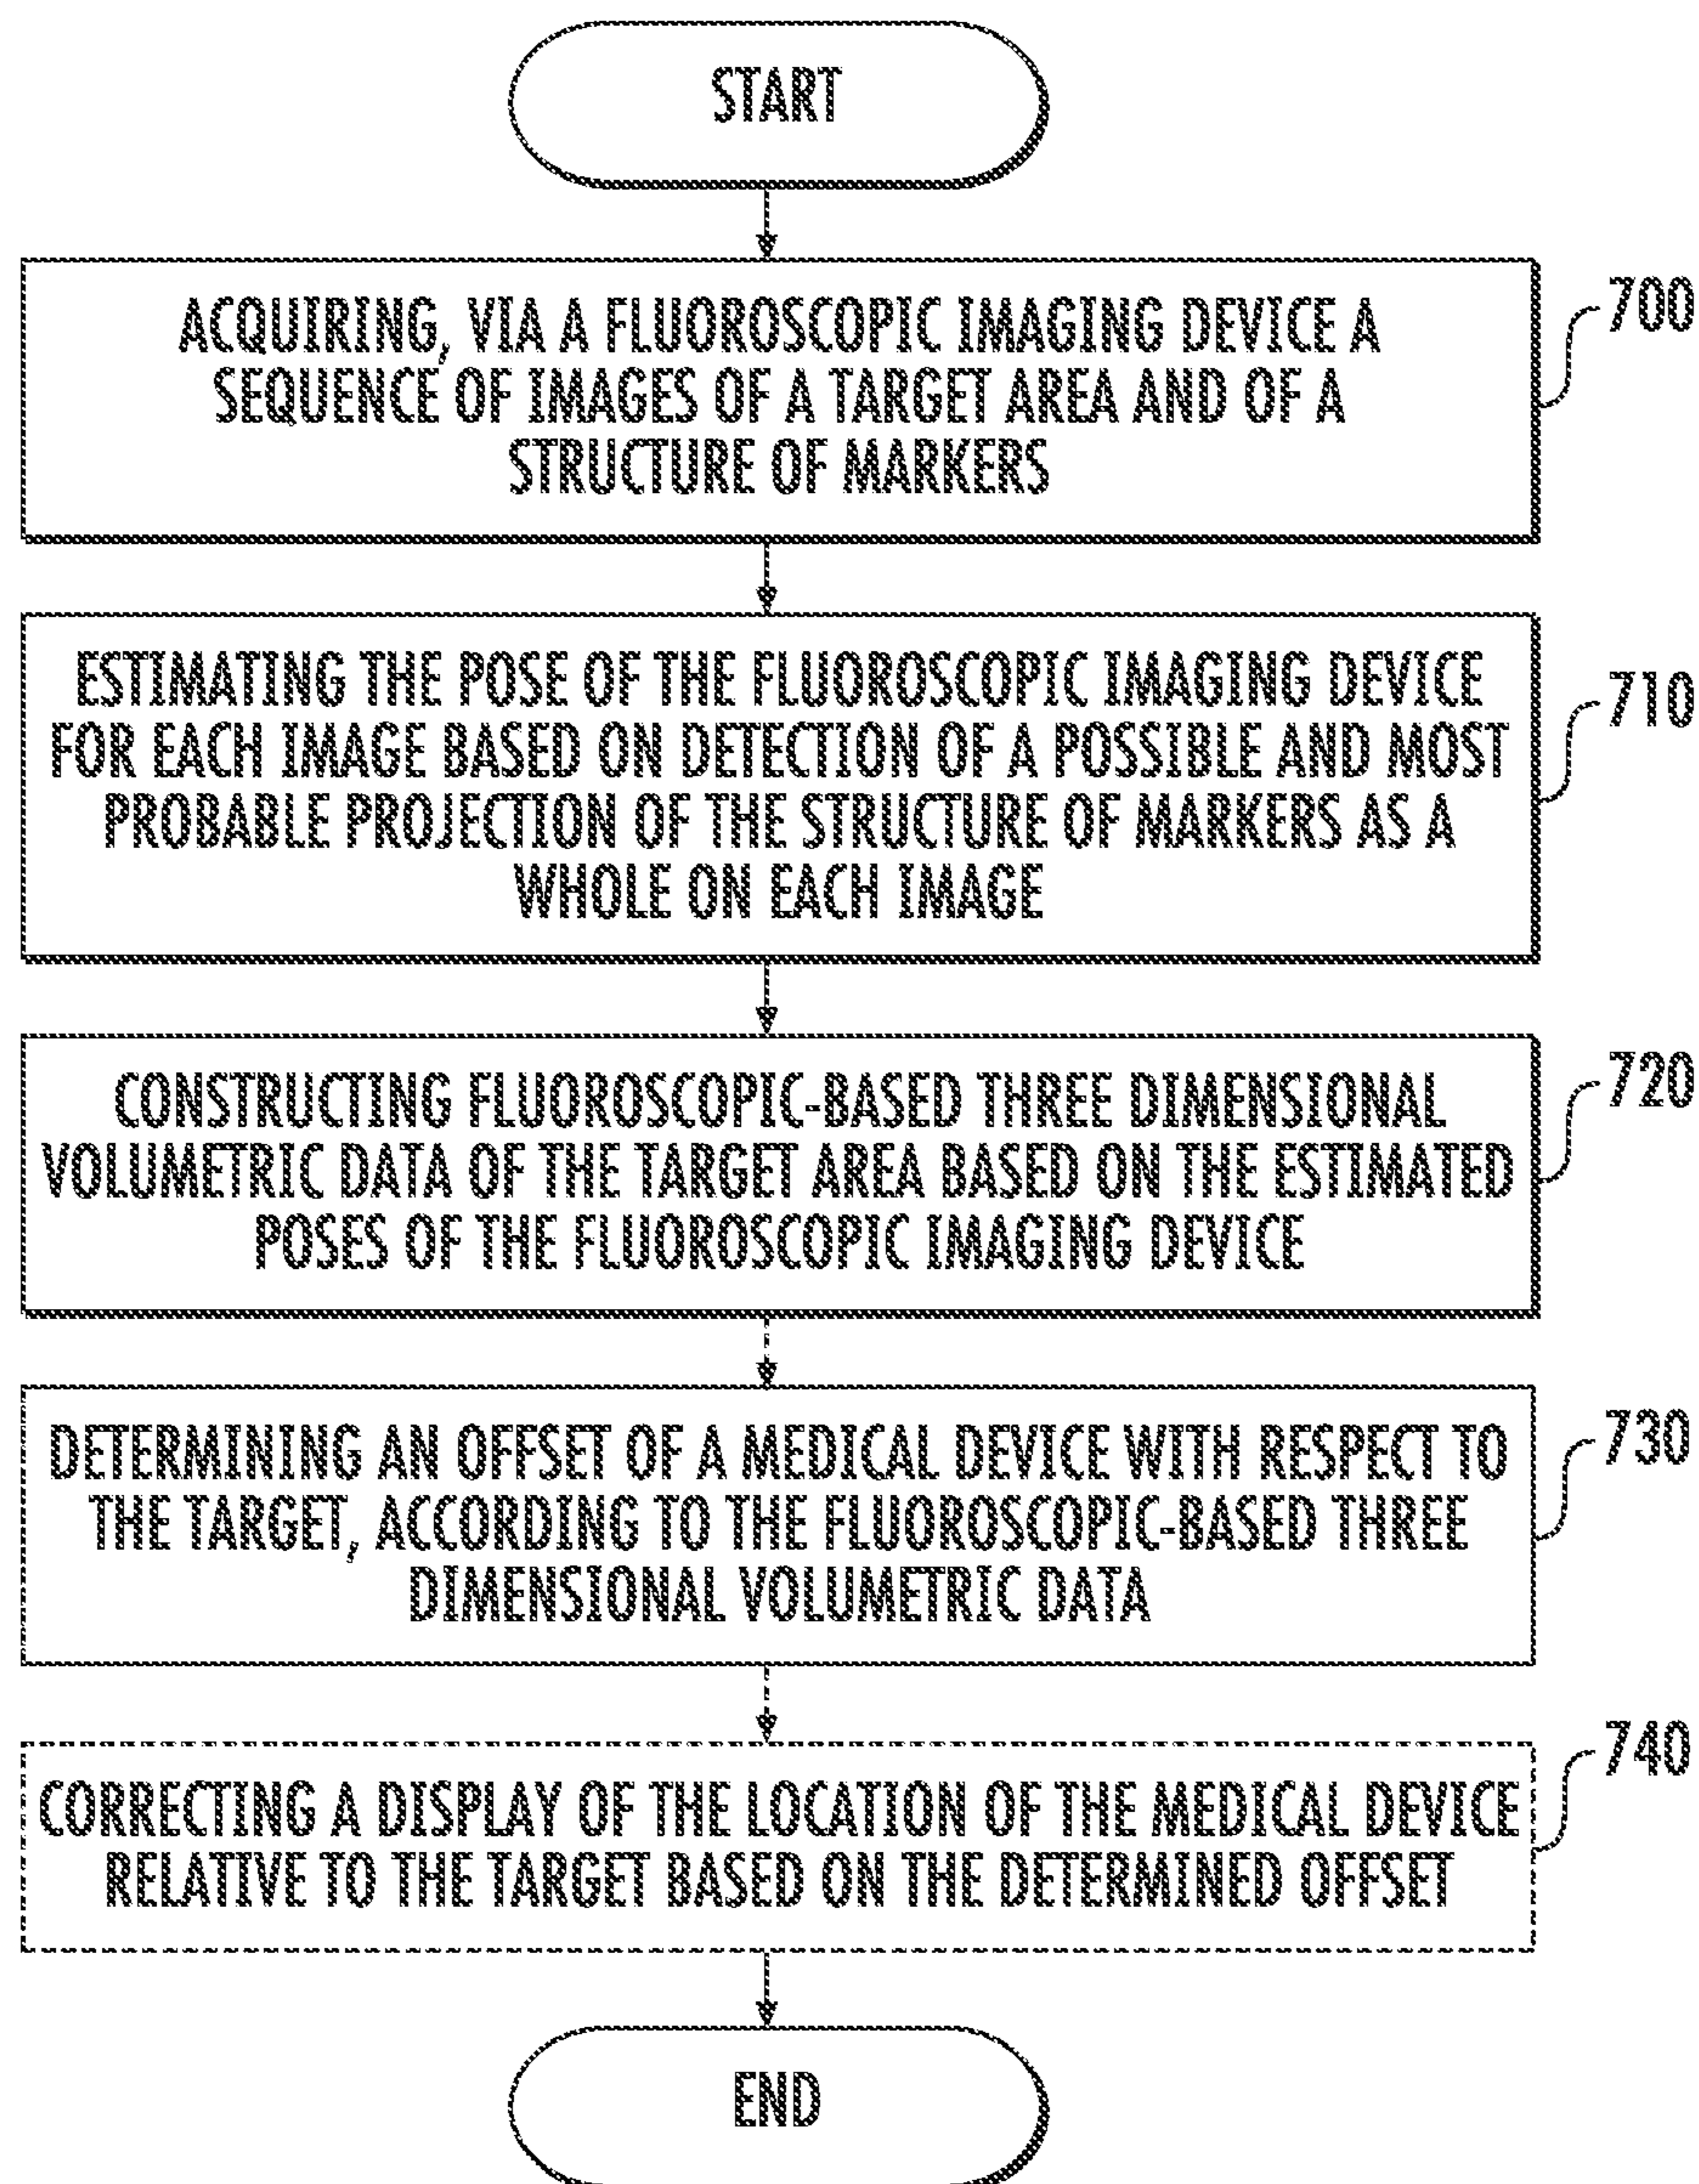 START
ACQUIRING, VIA A FLUOROSCOPIC IMAGING DEVICE A
SEQUENCE OF IMAGES OF A TARGET AREA AND OF A
STRUCTURE OF MARKERS
700
ESTIMATING THE POSE OF THE FLUOROSCOPIC IMAGING DEVICE
FOR EACH IMAGE BASED ON DETECTION OF A POSSIBLE AND MOST
PROBABLE PROJECTION OF THE STRUCTURE OF MARKERS AS A
WHOLE ON EACH IMAGE
710
CONSTRUCTING FLUOROSCOPIC-BASED THREE DIMENSIONAL
VOLUMETRIC DATA OF THE TARGET AREA BASED ON THE ESTIMATED
POSES OF THE FLUOROSCOPIC IMAGING DEVICE
720
DETERMINING AN OFFSET OF A MEDICAL DEVICE WITH RESPECT TO
THE TARGET, ACCORDING TO THE FLUOROSCOPIC-BASED THREE
DIMENSIONAL VOLUMETRIC DATA
730
CORRECTING A DISPLAY OF THE LOCATION OF THE MEDICAL DEVICE
RELATIVE TO THE TARGET BASED ON THE DETERMINED OFFSET
740
END